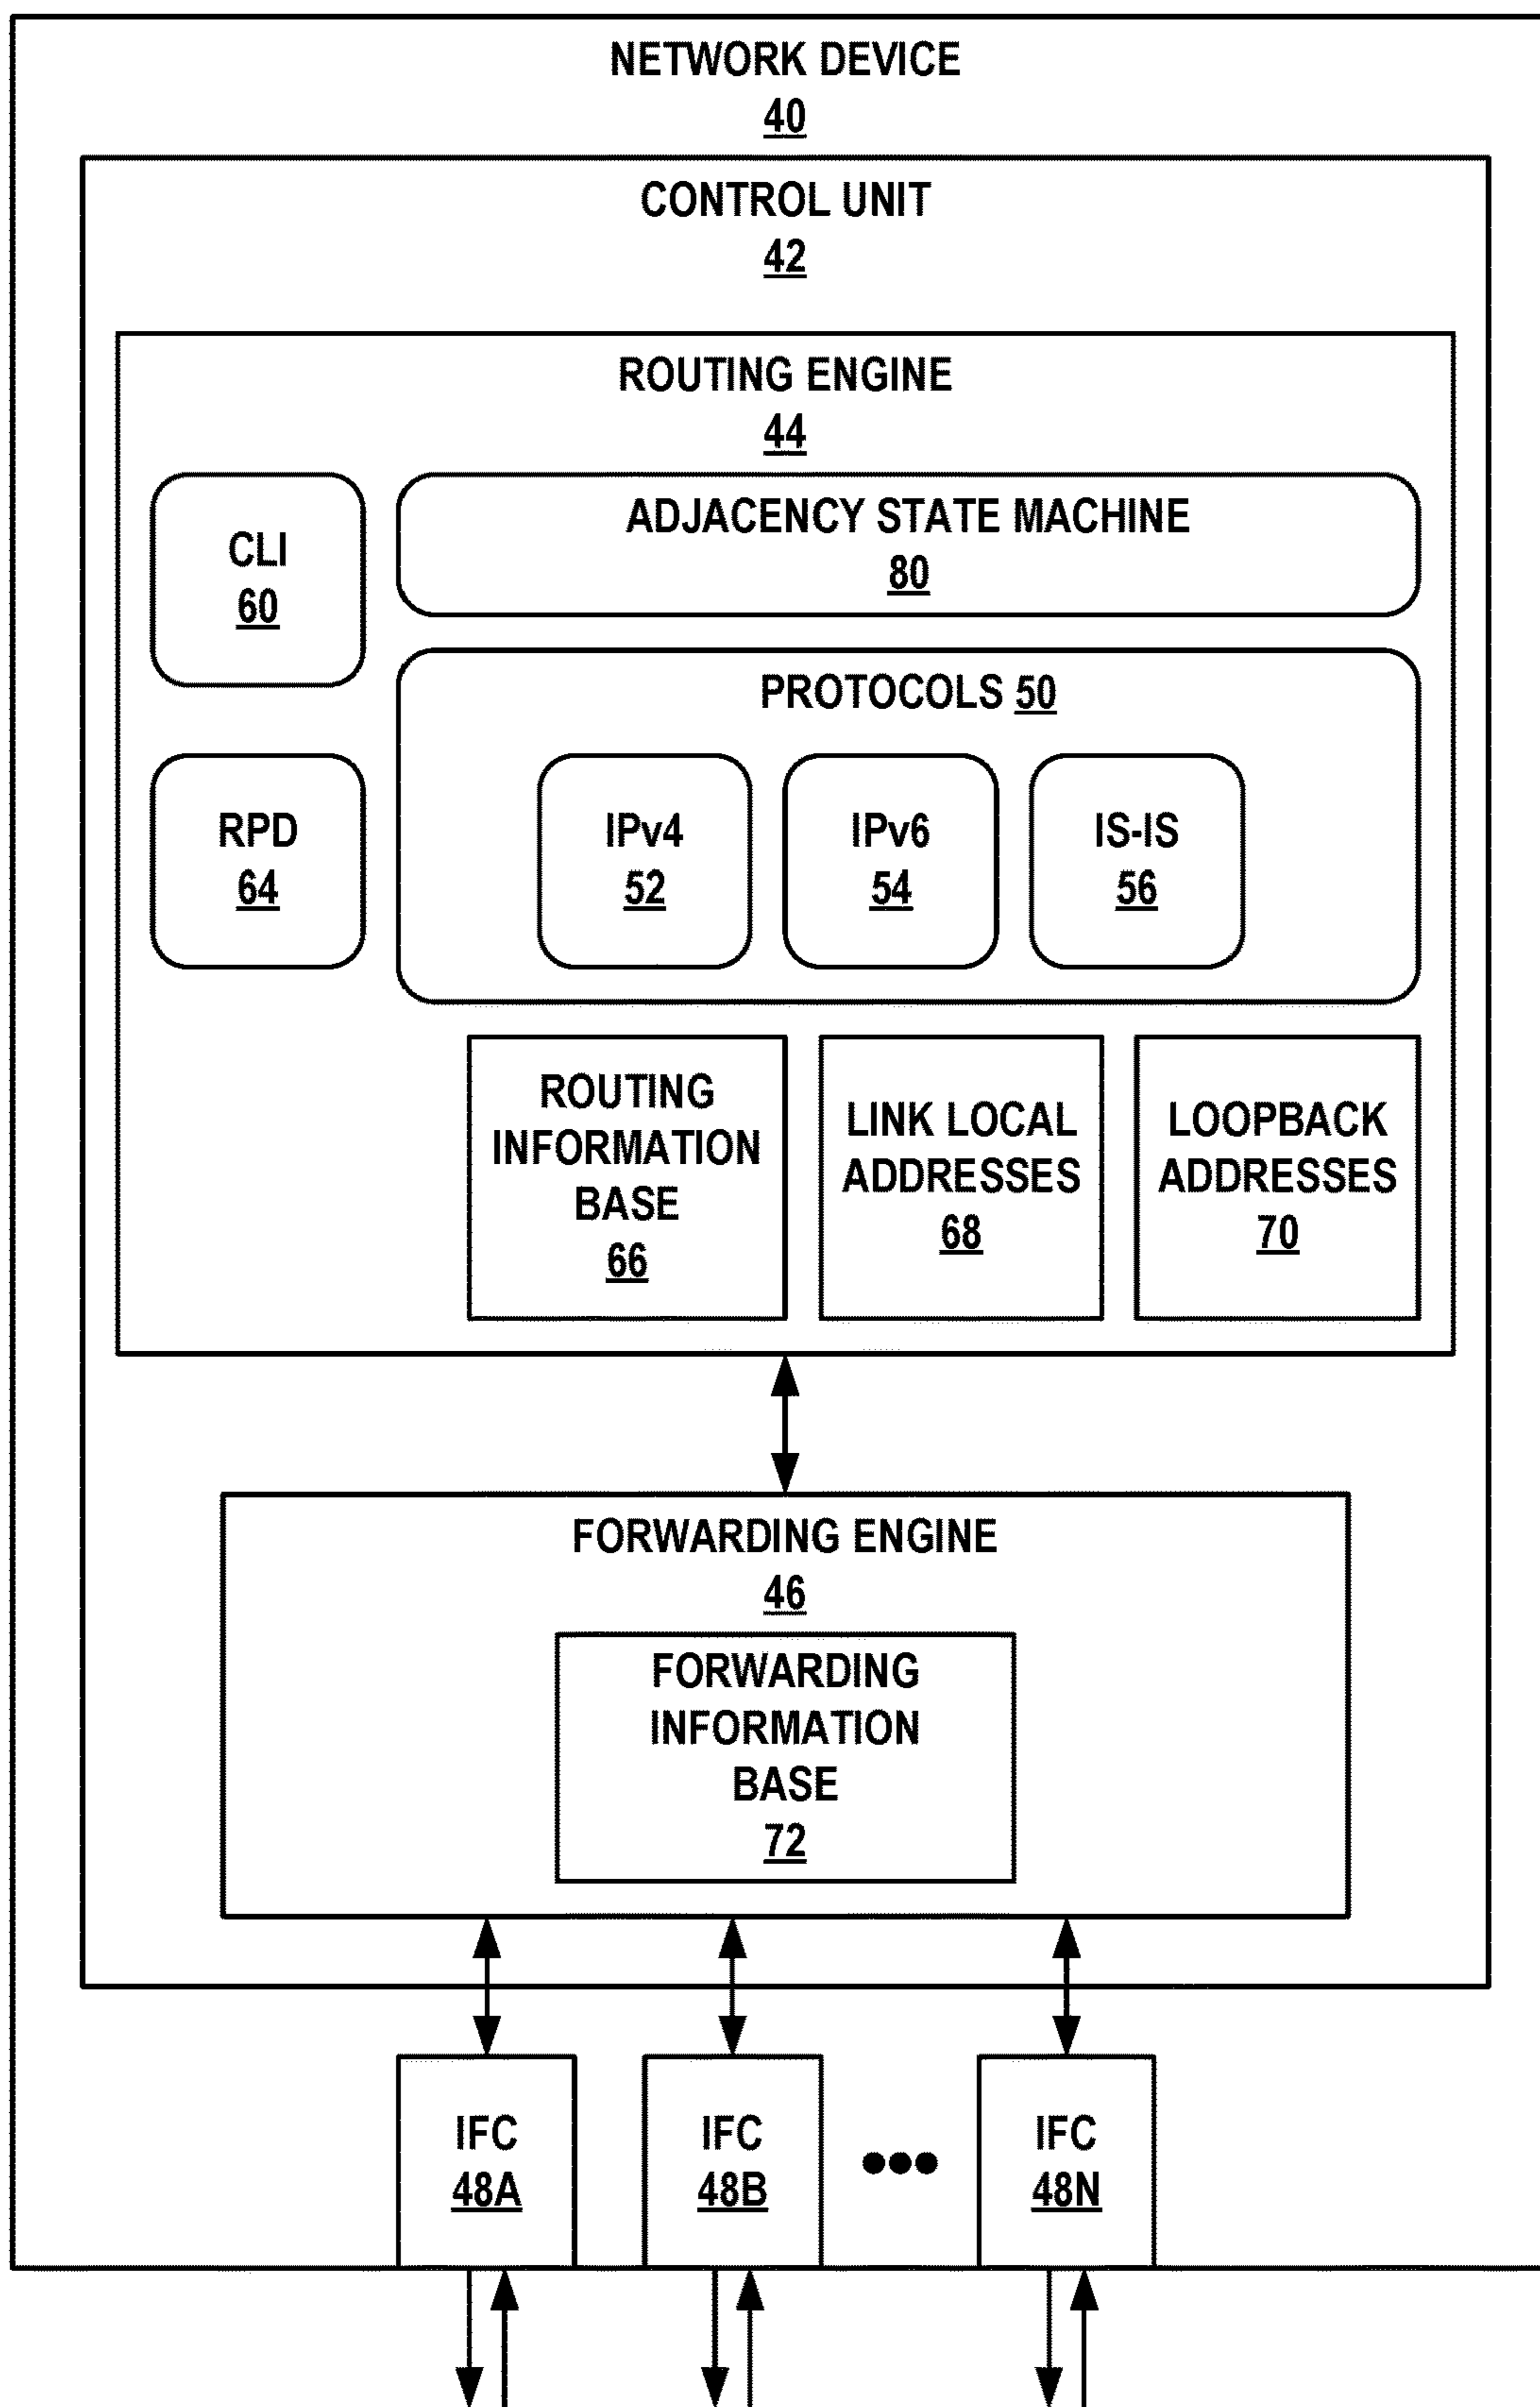 NETWORK DEVICE
40
CONTROL UNIT
42
ROUTING ENGINE
44
CLI
60
ADJACENCY STATE MACHINE
80
PROTOCOLS 50
RPD
64
IPv4
52
IPv6
54
IS-IS
56
ROUTING
INFORMATION
BASE
66
LINK LOCAL
ADDRESSES
68
LOOPBACK
ADDRESSES
70
FORWARDING ENGINE
46
FORWARDING
INFORMATION
BASE
72
IFC
48A
IFC
48B
IFC
48N